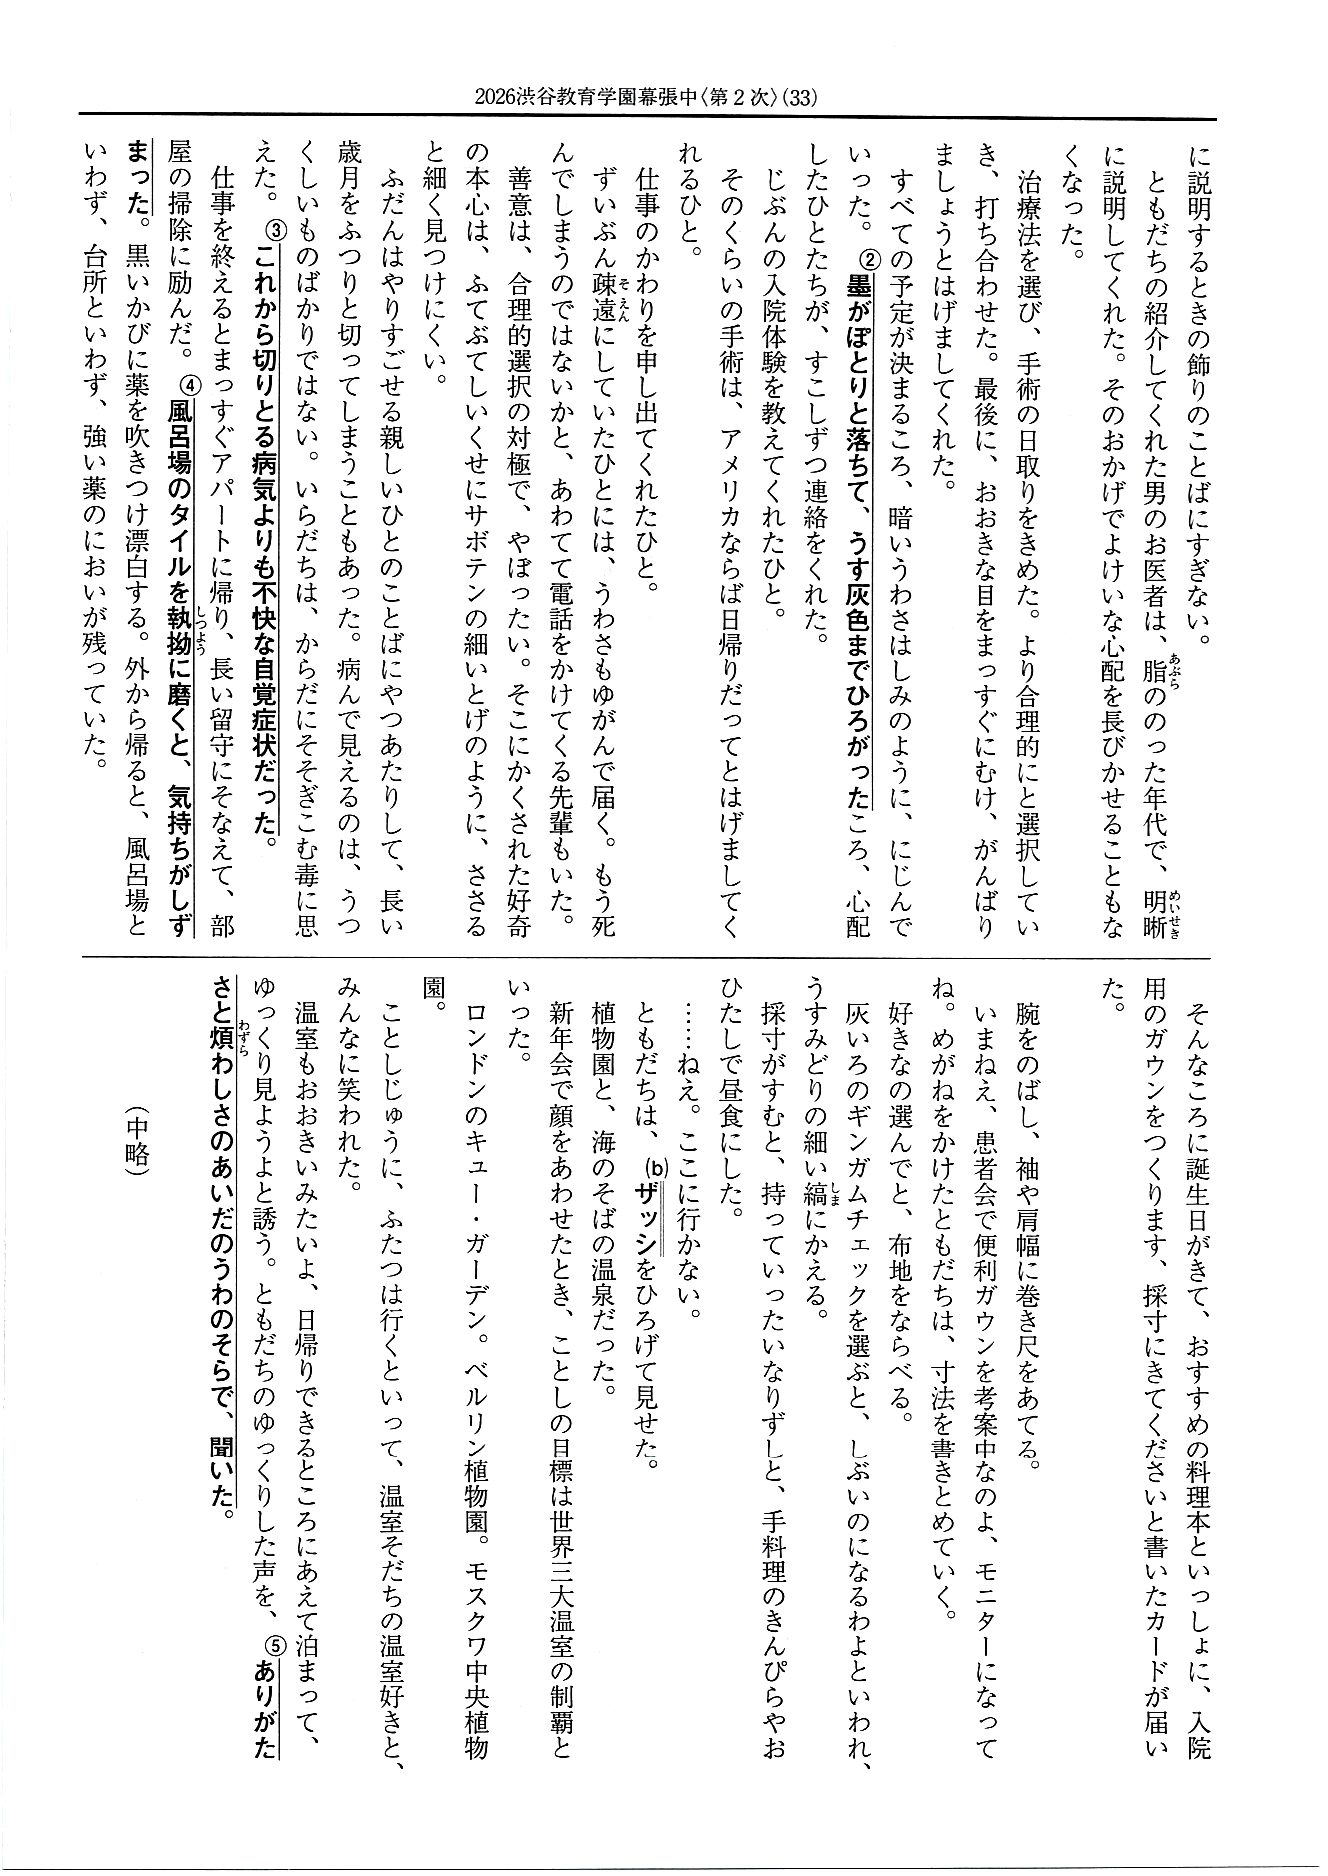 2026渋谷教育学園幕張中〈第2次〉(33)
に説明するときの飾りのことばにすぎない。
　ともだちの紹介してくれた男のお医者は、脂ののった年代で、明晰
に説明してくれた。そのおかげでよけいな心配を長びかせることもな
くなった。
　治療法を選び、手術の日取りをきめた。より合理的にと選択してい
き、打ち合わせた。最後に、おおきな目をまっすぐにむけ、がんばり
ましょうとはげましてくれた。
　すべての予定が決まるころ、暗いうわさはしみのように、にじんで
いった。②墨がぽとりと落ちて、うす灰色までひろがったころ、心配
したひとたちが、すこしずつ連絡をくれた。
　じぶんの入院体験を教えてくれたひと。
　そのくらいの手術は、アメリカならば日帰りだってとはげましてく
れるひと。
　仕事のかわりを申し出てくれたひと。
　ずいぶん疎遠にしていたひとには、うわさもゆがんで届く。もう死
んでしまうのではないかと、あわてて電話をかけてくる先輩もいた。
　善意は、合理的選択の対極で、やぼったい。そこにかくされた好奇
の本心は、ふてぶてしいくせにサボテンの細いとげのように、ささる
と細く見つけにくい。
　ふだんはやりすごせる親しいひとのことばにやつあたりして、長い
歳月をふつりと切ってしまうこともあった。病んで見えるのは、うつ
くしいものばかりではない。いらだちは、からだにそそぎこむ毒に思
えた。③これから切りとる病気よりも不快な自覚症状だった。
　仕事を終えるとまっすぐアパートに帰り、長い留守にそなえて、部
屋の掃除に励んだ。④風呂場のタイルを執拗に磨くと、気持ちがしず
まった。黒いかびに薬を吹きつけ漂白する。外から帰ると、風呂場と
いわず、台所といわず、強い薬のにおいが残っていた。
　そんなころに誕生日がきて、おすすめの料理本といっしょに、入院
用のガウンをつくります、採寸にきてくださいと書いたカードが届い
た。
　腕をのばし、袖や肩幅に巻き尺をあてる。
　いまねえ、患者会で便利ガウンを考案中なのよ、モニターになって
ね。めがねをかけたともだちは、寸法を書きとめていく。
　好きなの選んでと、布地をならべる。
　灰いろのギンガムチェックを選ぶと、しぶいのになるわよといわれ、
うすみどりの細い縞にかえる。
　採寸がすむと、持っていったいなりずしと、手料理のきんぴらやお
ひたしで昼食にした。
　……ねえ。ここに行かない。
　ともだちは、(b)ザッシをひろげて見せた。
　植物園と、海のそばの温泉だった。
　新年会で顔をあわせたとき、ことしの目標は世界三大温室の制覇と
いった。
　ロンドンのキュー・ガーデン。ベルリン植物園。モスクワ中央植物
園。
　ことしじゅうに、ふたつは行くといって、温室そだちの温室好きと、
みんなに笑われた。
　温室もおおきいみたいよ、日帰りできるところにあえて泊まって、
ゆっくり見ようよと誘う。ともだちのゆっくりした声を、⑤ありがた
さと煩わしさのあいだのうわのそらで、聞いた。
（中略）